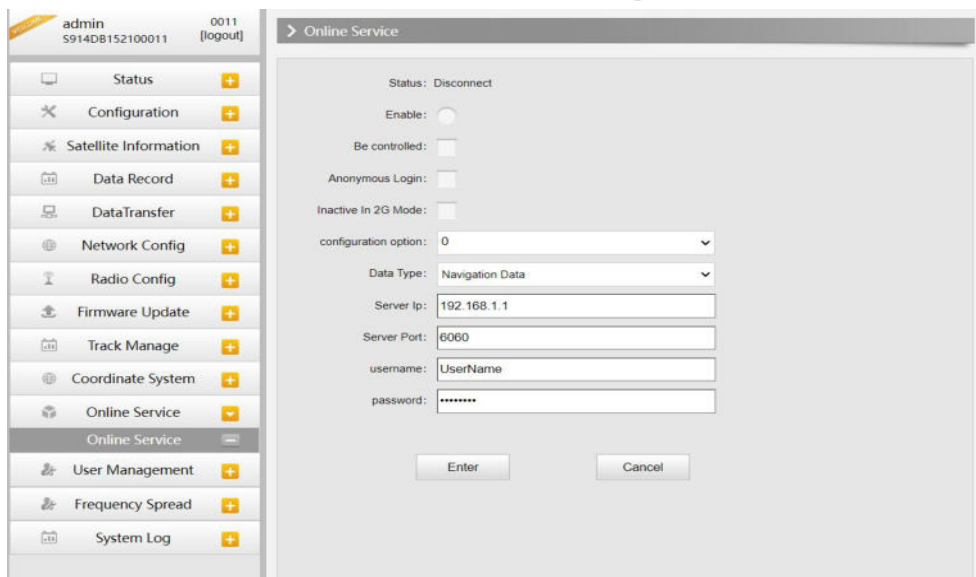 WELCOME
admin
0011
S914DB152100011
[logout]
Status
Configuration
Satellite Information
Data Record
DataTransfer
Network Config
Radio Config
Firmware Update
Track Manage
Coordinate System
Online Service
Online Service
User Management
Frequency Spread
System Log
Online Service
Status: Disconnect
Enable:
Be controlled:
Anonymous Login:
Inactive In 2G Mode:
configuration option: 0
Data Type: Navigation Data
Server Ip: 192.168.1.1
Server Port: 6060
username: UserName
password: ••••••••
Enter
Cancel